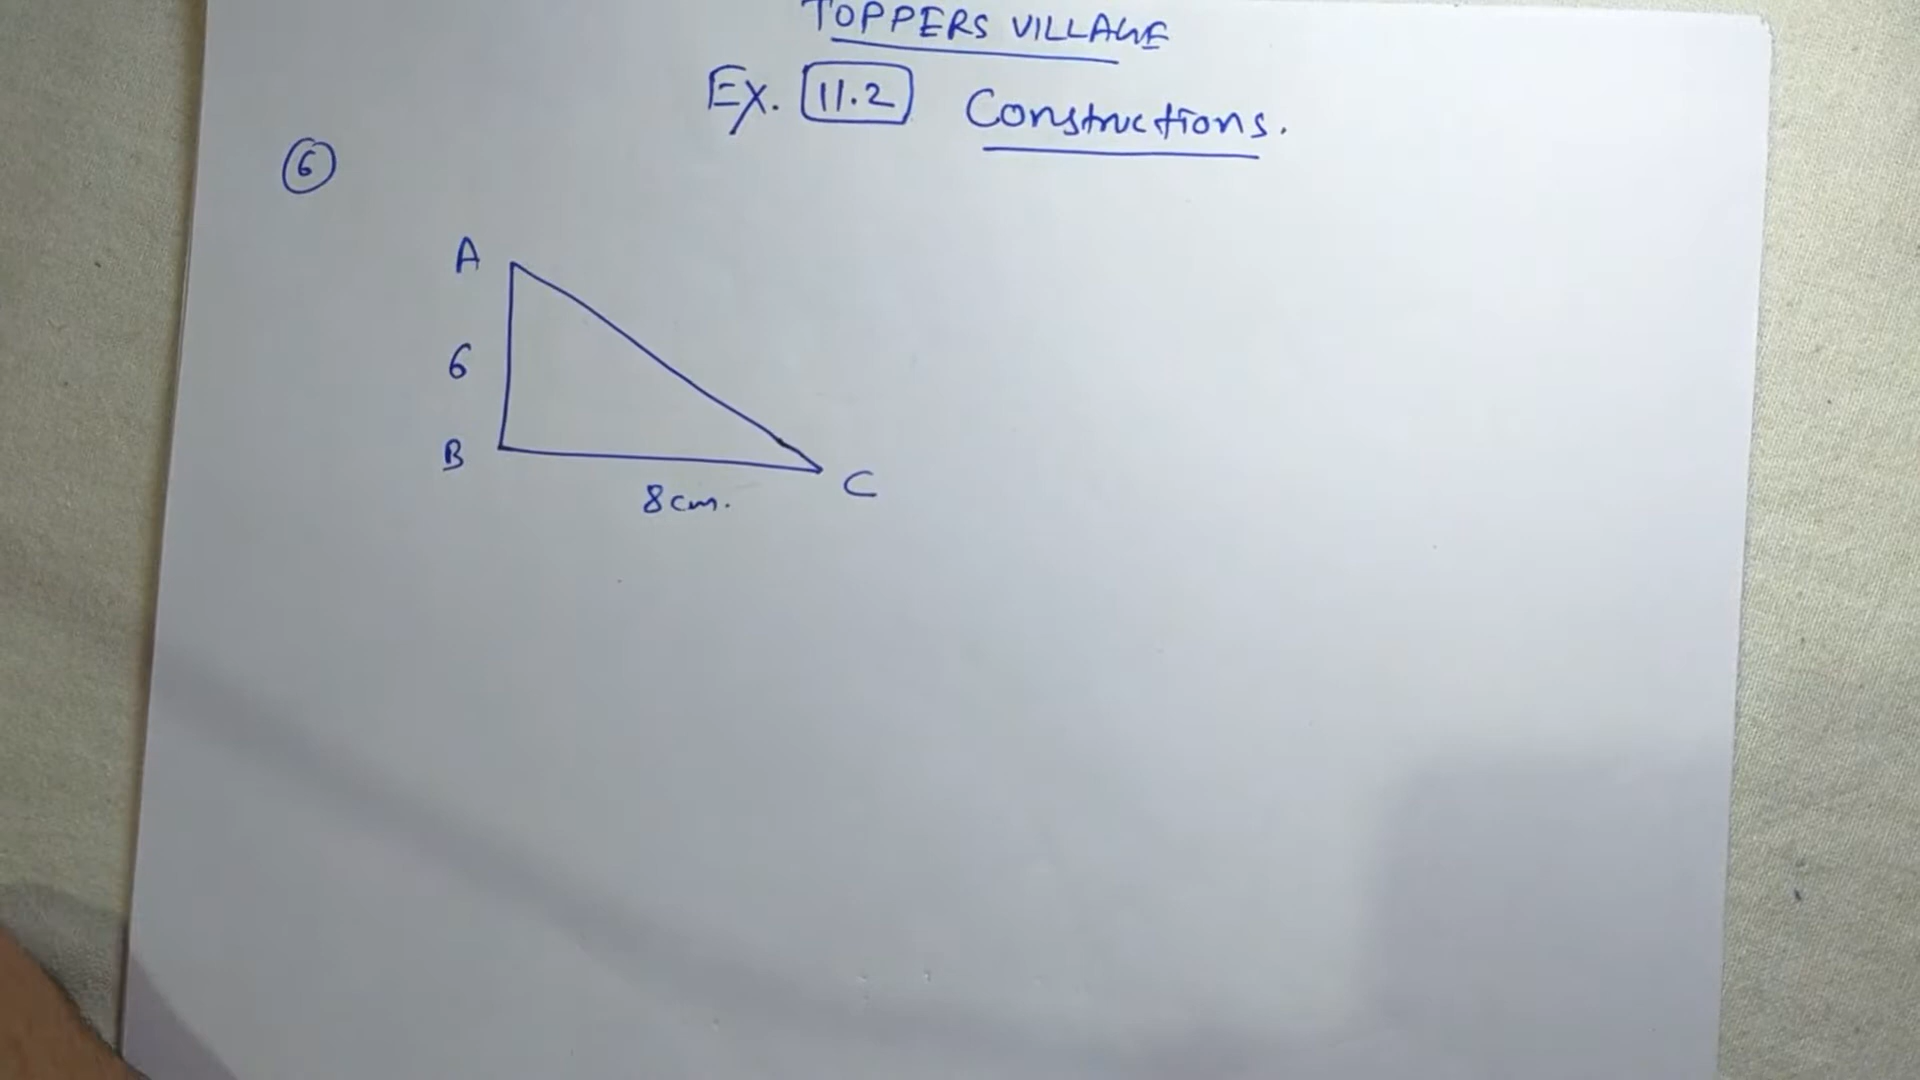 TOPPERS VILLAGE
Ex. 11.2 Constructions.
6
A
6
B
C
8cm.